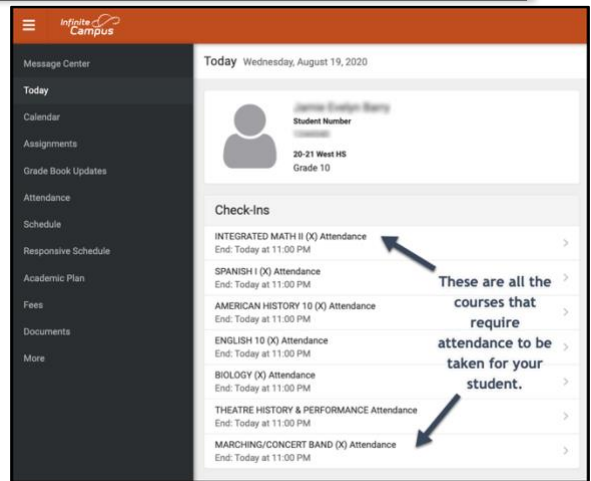 Infinite
Campus
Message Center
Today
Calendar
Assignments
Grade Book Updates
Attendance
Schedule
Responsive Schedule
Academic Plan
Fees
Documents
More
Today Wednesday, August 19, 2020
Student Number
20-21 West HS
Grade 10
Check-Ins
INTEGRATED MATH II (X) Attendance
End: Today at 11:00 PM
SPANISH I (X) Attendance
End: Today at 11:00 PM
AMERICAN HISTORY 10 (X) Attendance
End: Today at 11:00 PM
ENGLISH 10 (X) Attendance
End: Today at 11:00 PM
BIOLOGY (X) Attendance
End: Today at 11:00 PM
THEATRE HISTORY & PERFORMANCE Attendance
End: Today at 11:00 PM
MARCHING/CONCERT BAND (X) Attendance
End: Today at 11:00 PM
These are all the
courses that
require
attendance to be
taken for your
student.